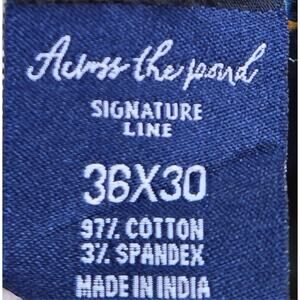 Across the pond
SIGNATURE
LINE
36X30
97% COTTON
3% SPANDEX
MADE IN INDIA